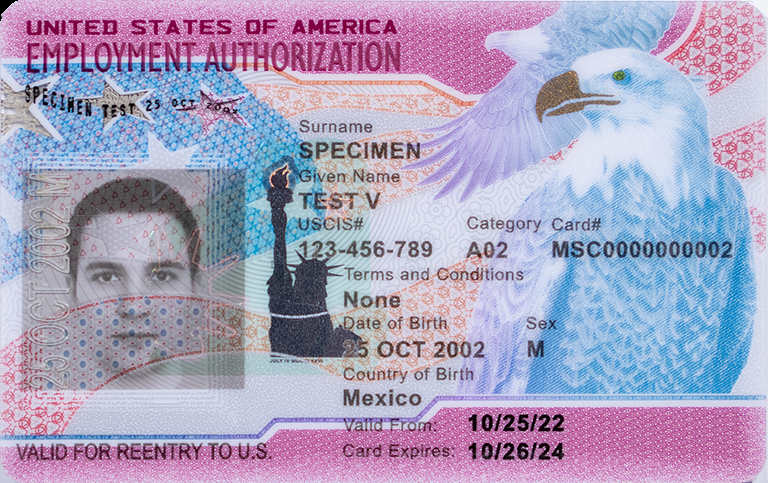 UNITED STATES OF AMERICA
EMPLOYMENT AUTHORIZATION
SPECIMEN TEST 25 OCT 2002
Surname
SPECIMEN
Given Name
TEST V
USCIS#
123-456-789
Category
A02
Card#
MSC0000000002
Terms and Conditions
None
Date of Birth
25 OCT 2002
Sex
M
Country of Birth
Mexico
Valid From: 10/25/22
Card Expires: 10/26/24
VALID FOR REENTRY TO U.S.
25 OCT 2002 M